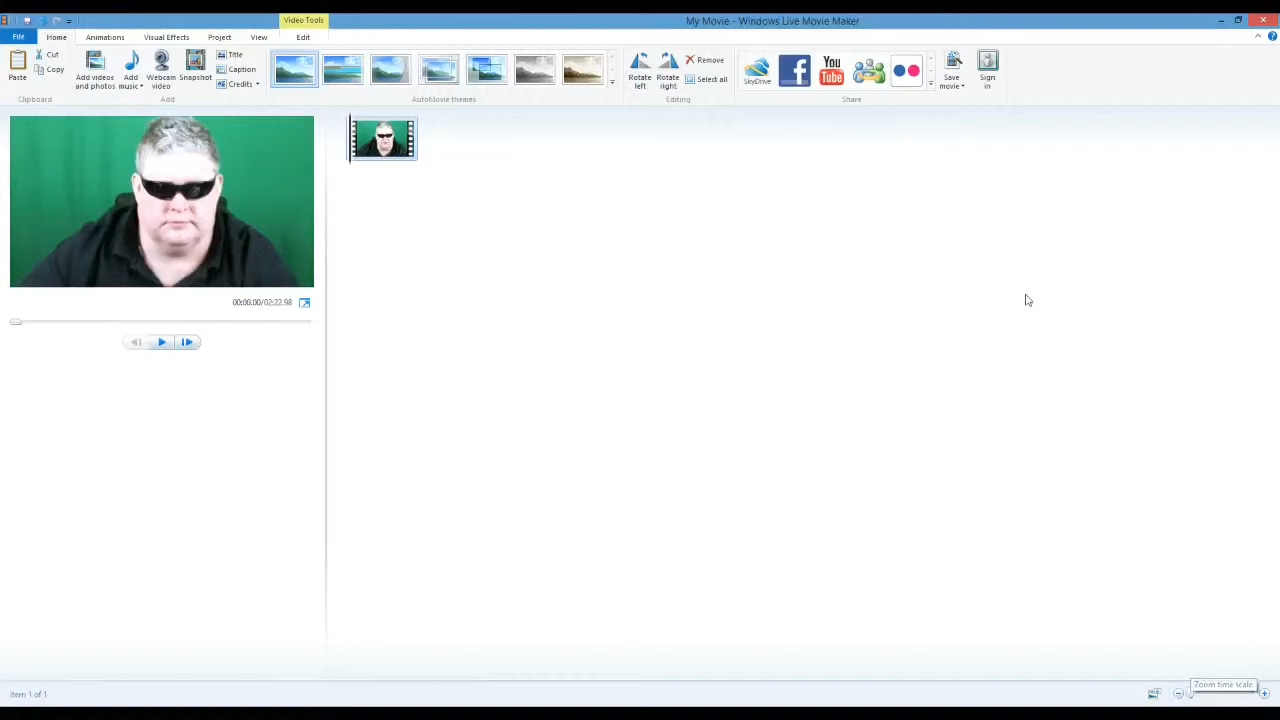 Video Tools
My Movie - Windows Live Movie Maker
File Home Animations Visual Effects Project View Edit
Paste
Cut
Copy
Clipboard
Add videos and photos
Add music
Webcam video
Snapshot
Title
Caption
Credits
Add
AutoMovie themes
Rotate left
Rotate right
Remove
Select all
Editing
SkyDrive
f
You
Tube
Share
Save movie
Sign in
00:00.00/02:22.98
Zoom time scale
Item 1 of 1